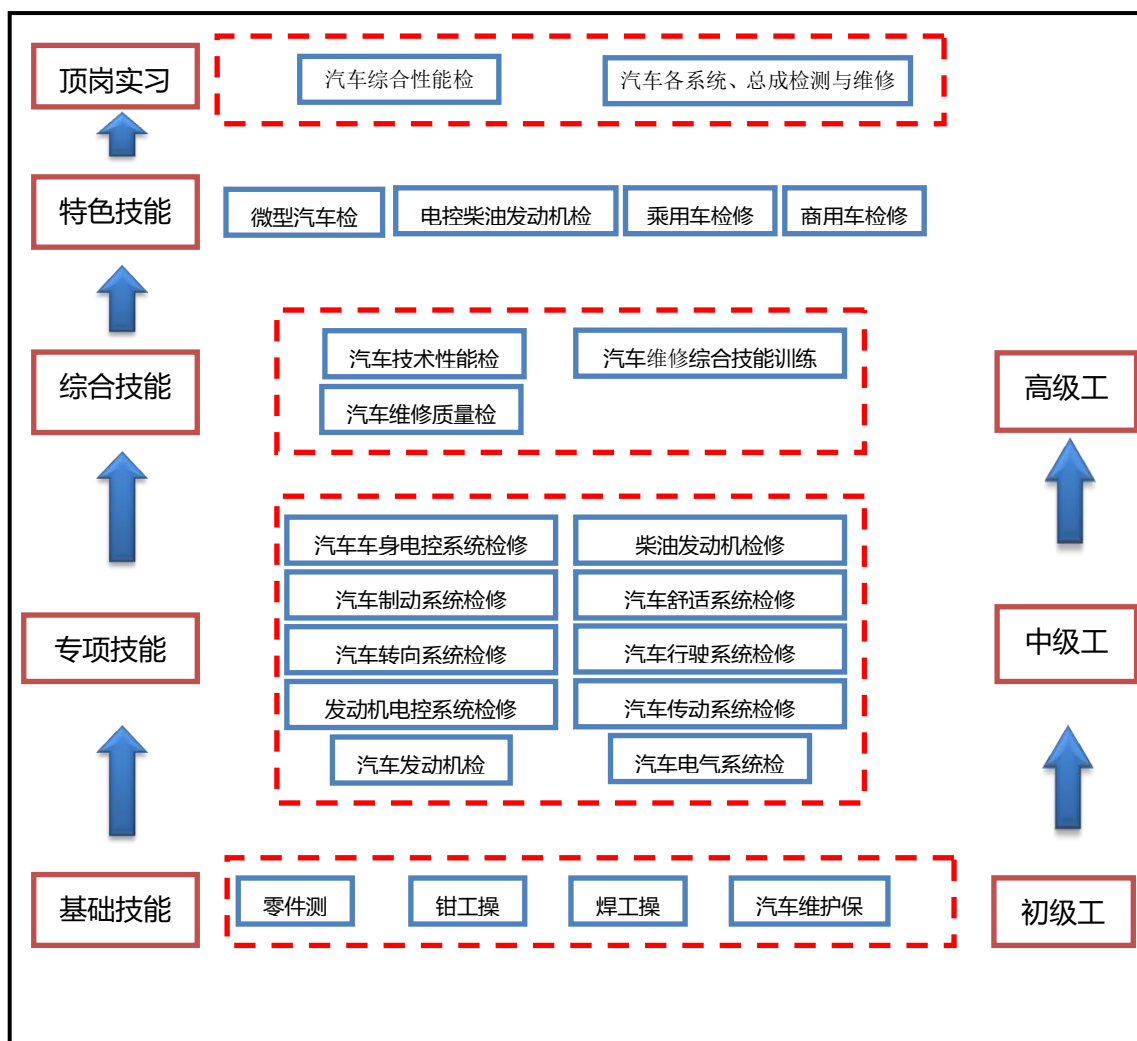 顶岗实习
汽车综合性能检
汽车各系统、总成检测与维修
特色技能
微型汽车检
电控柴油发动机检
乘用车检修
商用车检修
综合技能
汽车技术性能检
汽车维修综合技能训练
汽车维修质量检
高级工
专项技能
汽车车身电控系统检修
柴油发动机检修
汽车制动系统检修
汽车舒适系统检修
汽车转向系统检修
汽车行驶系统检修
发动机电控系统检修
汽车传动系统检修
汽车发动机检
汽车电气系统检
中级工
基础技能
零件测
钳工操
焊工操
汽车维护保
初级工